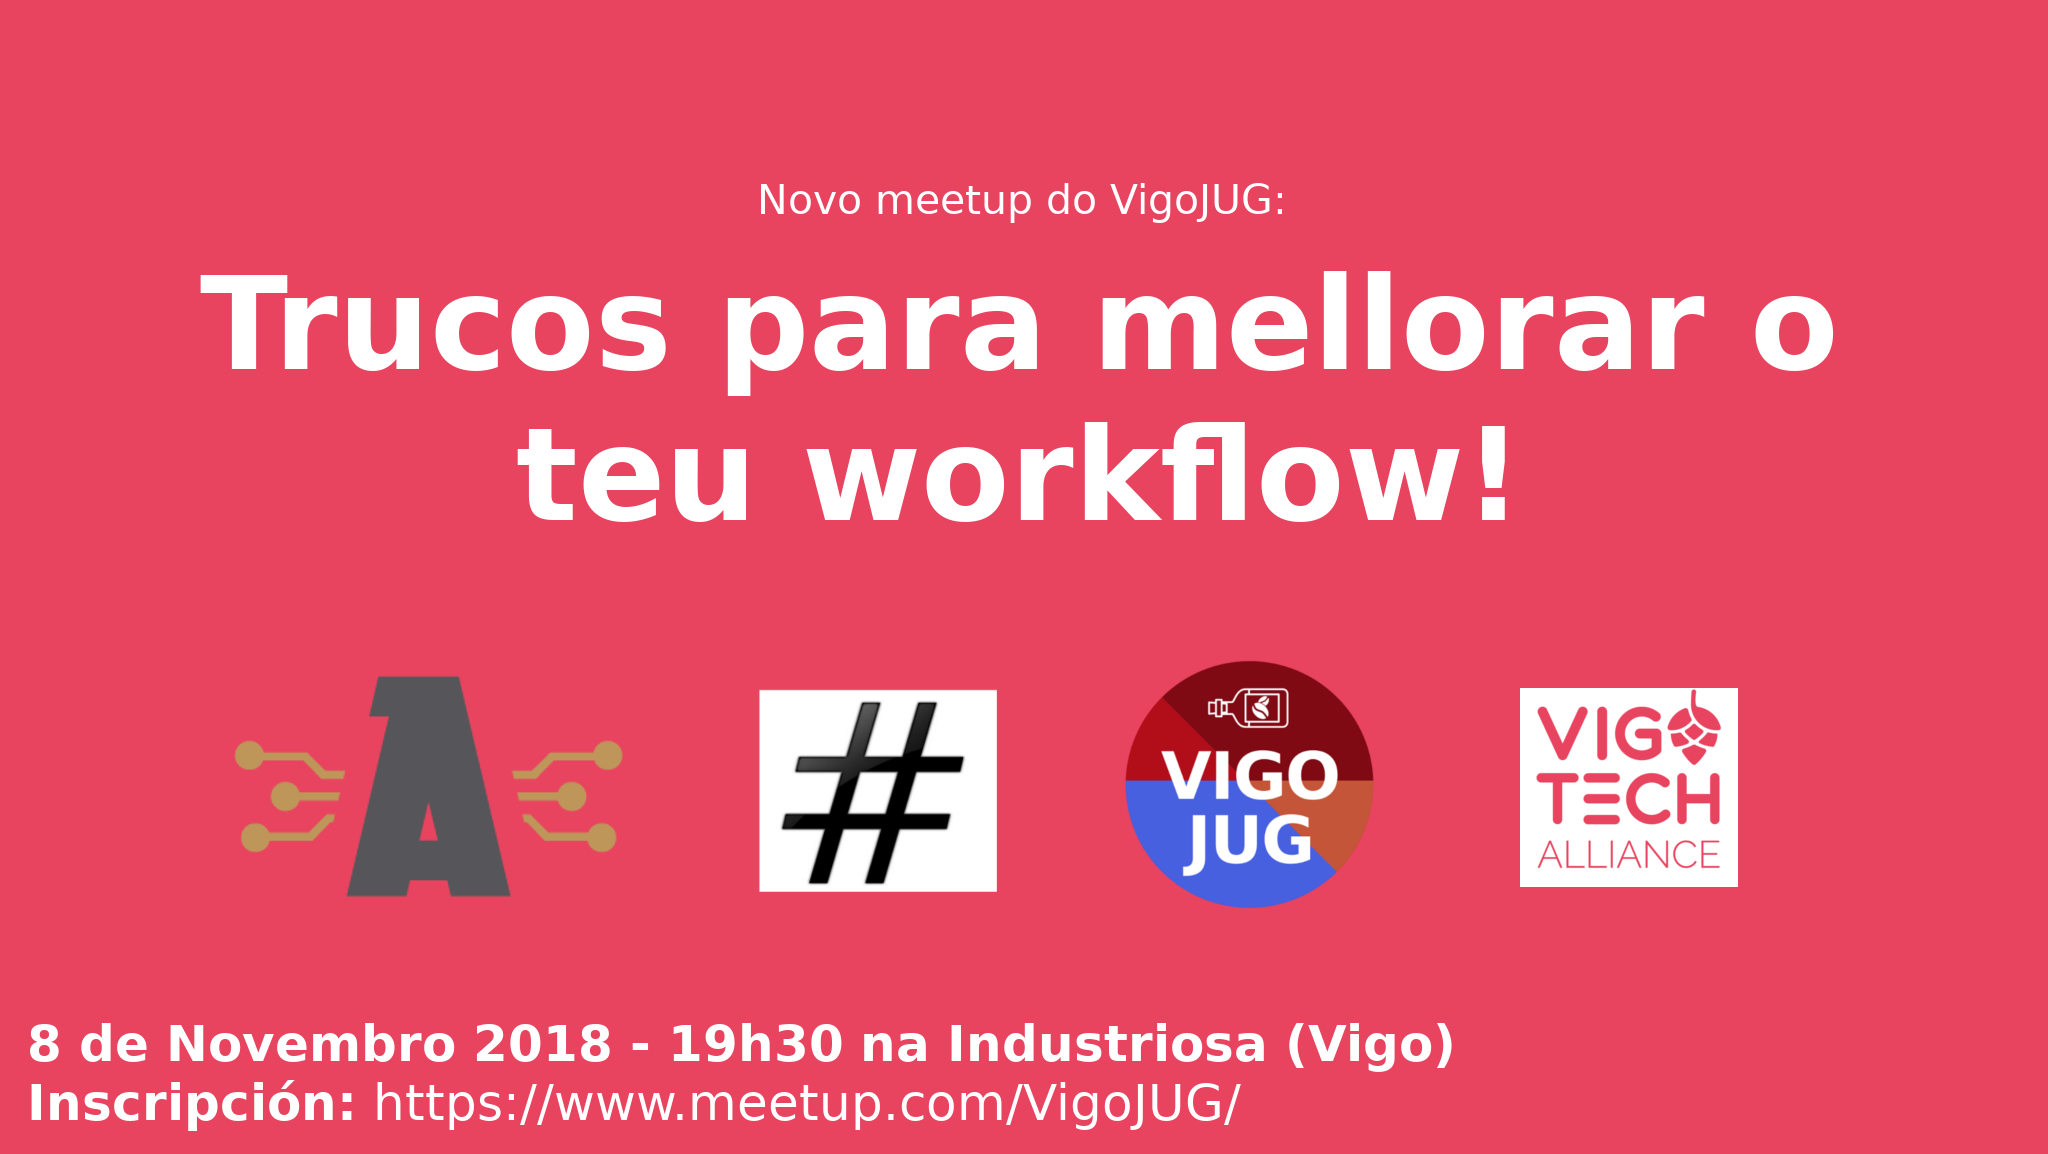 Novo meetup do VigoJUG:
Trucos para mellorar o
teu workflow!
A
#
VIGO
JUG
VIGO
TECH
ALLIANCE
8 de Novembro 2018 - 19h30 na Industriosa (Vigo)
Inscripción: https://www.meetup.com/VigoJUG/